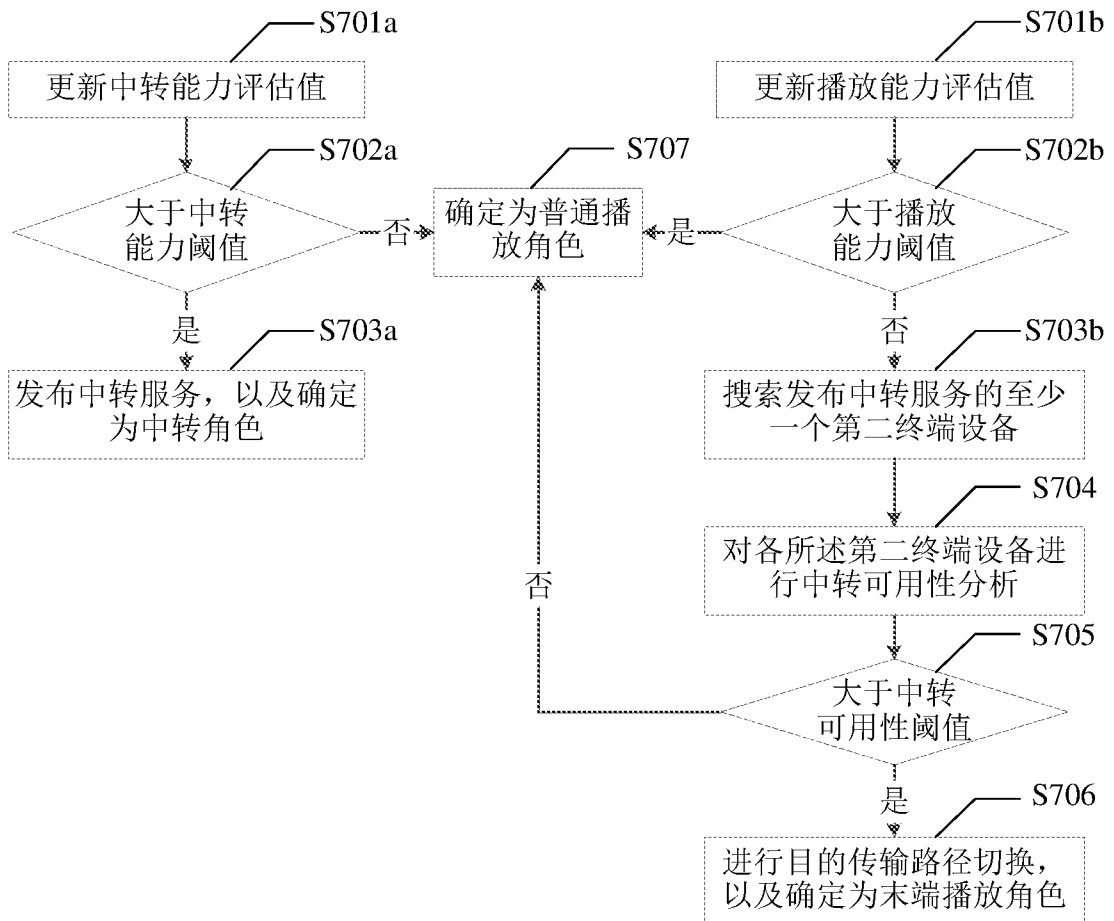 S701a
更新中转能力评估值
S702a
大于中转
能力阈值
否
是
S703a
发布中转服务，以及确定
为中转角色
S707
确定为普通播
放角色
S701b
更新播放能力评估值
S702b
大于播放
能力阈值
是
否
S703b
搜索发布中转服务的至少
一个第二终端设备
S704
对各所述第二终端设备进
行中转可用性分析
S705
大于中转
可用性阈值
否
是
S706
进行目的传输路径切换，
以及确定为末端播放角色